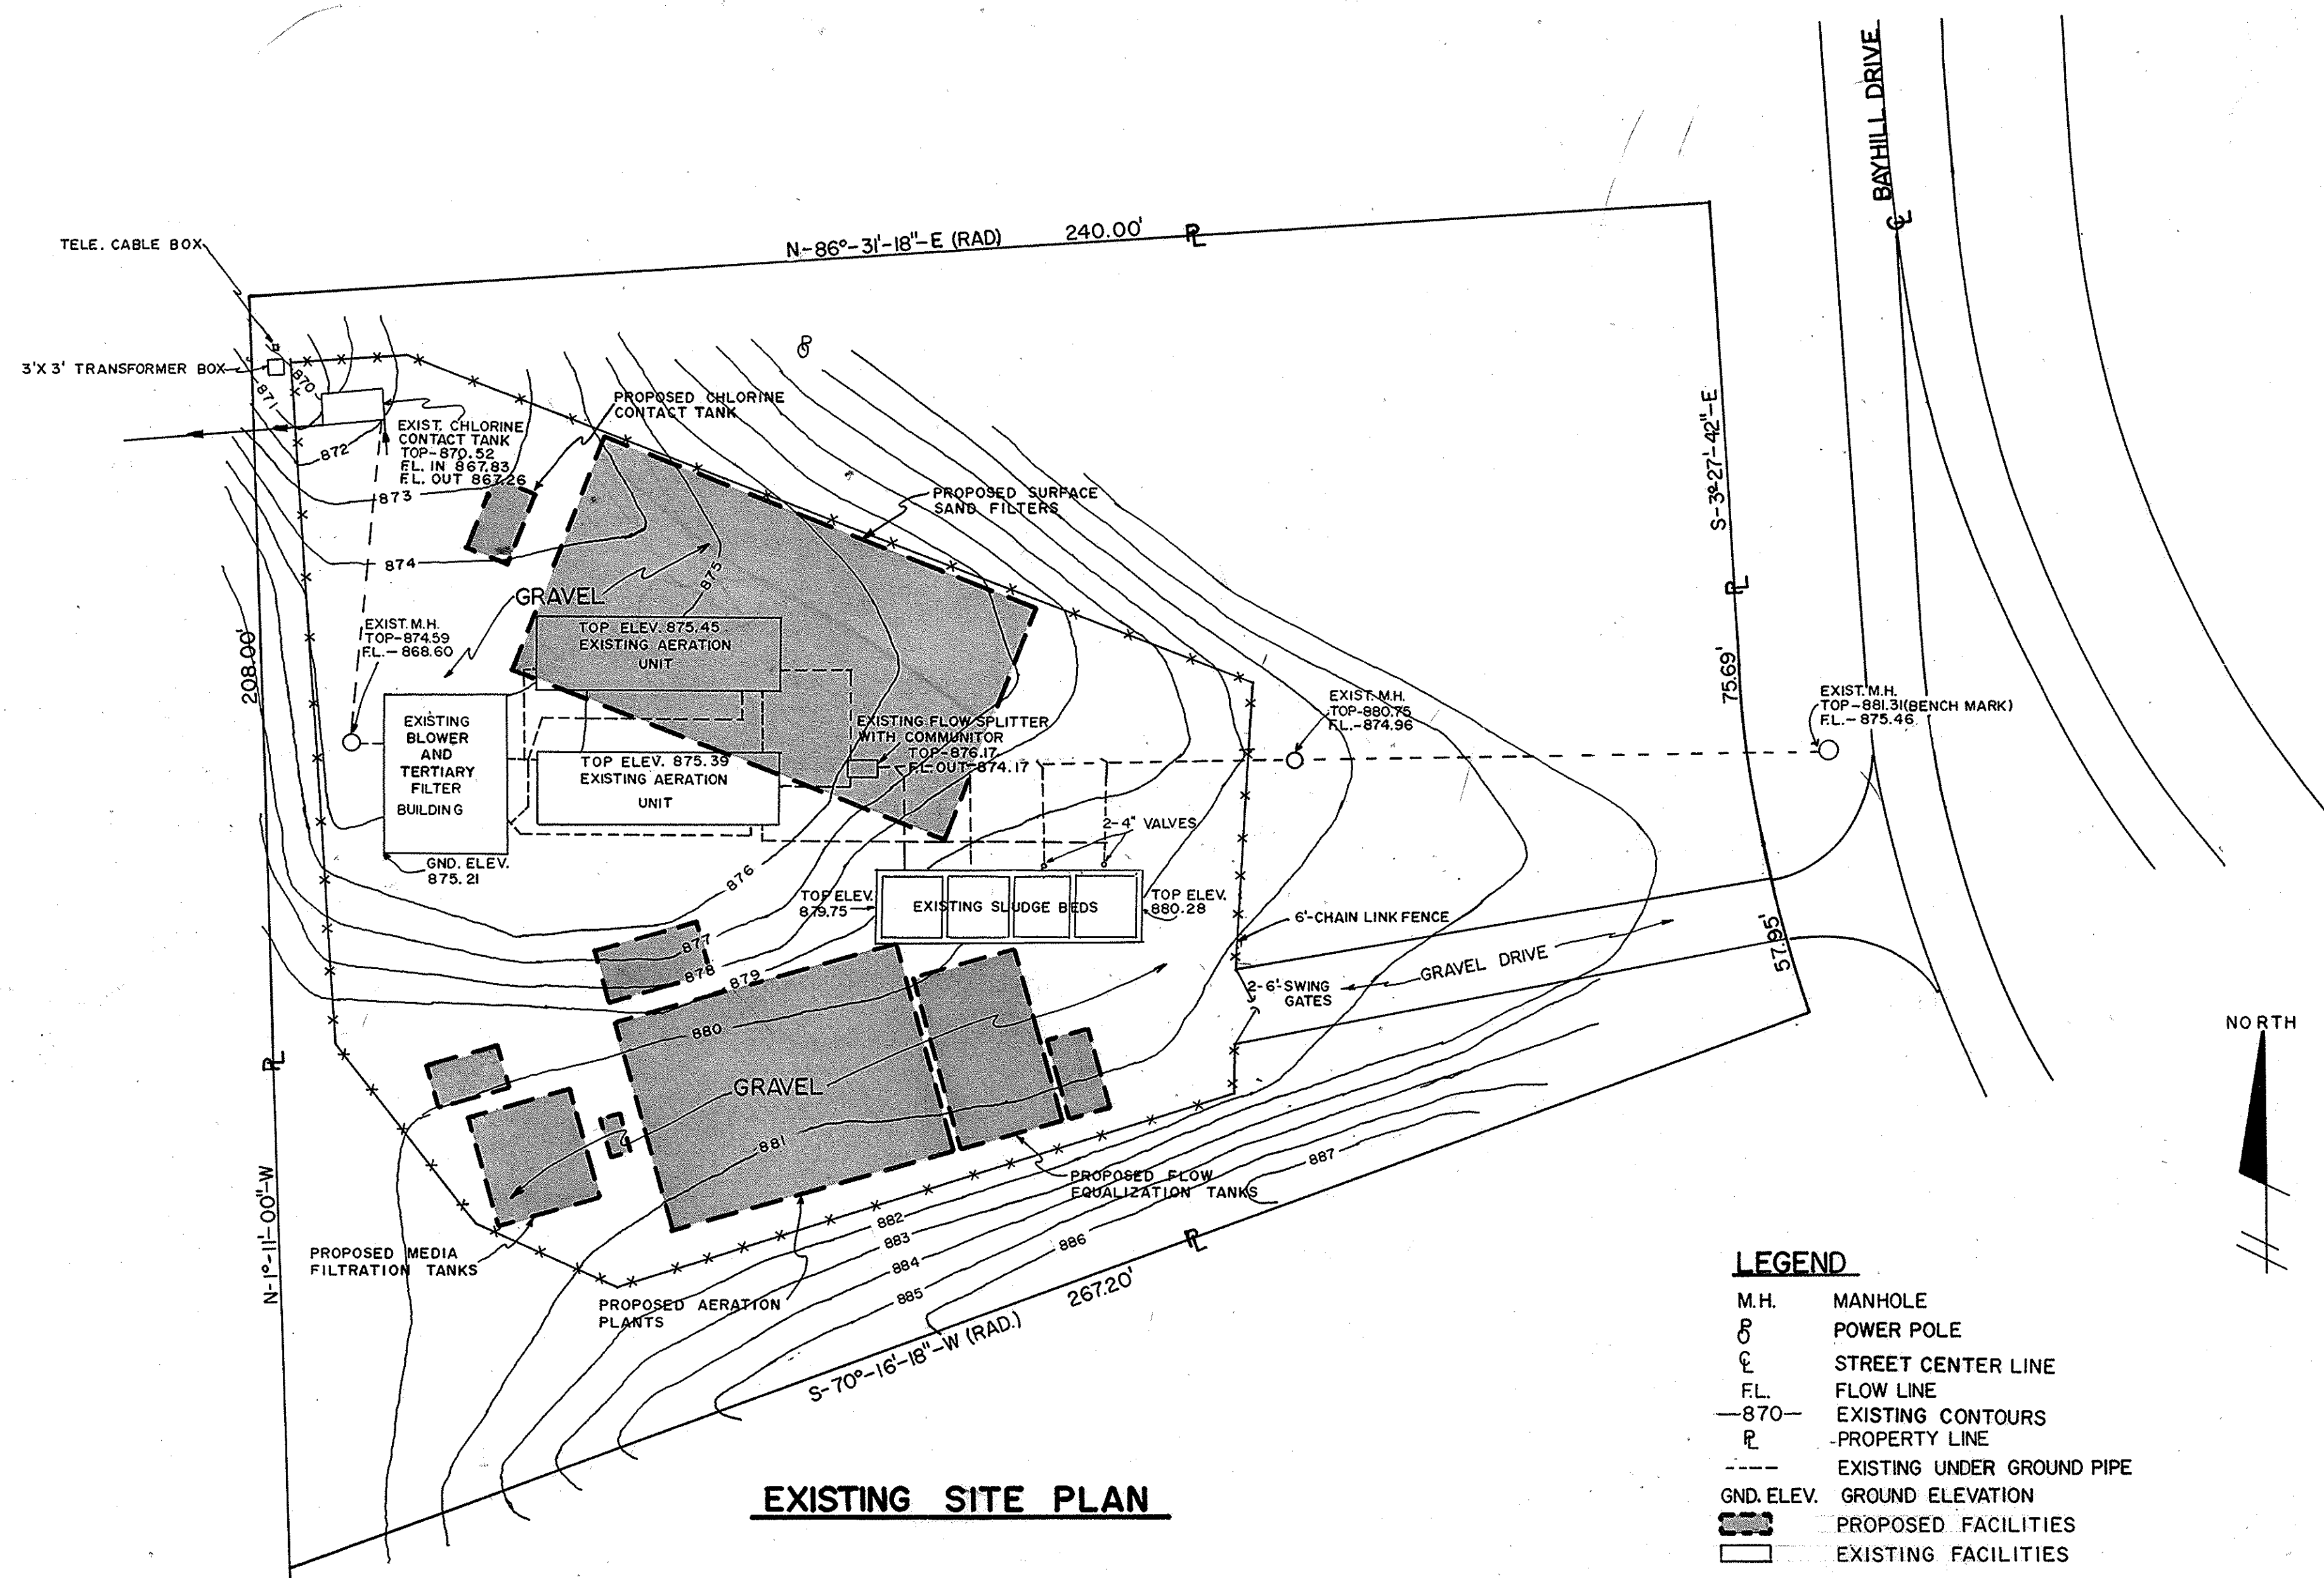 BAYHILL DRIVE
N-86°-31'-18"-E (RAD)
240.00'
TELE. CABLE BOX
3'X 3' TRANSFORMER BOX
870
871
872
873
874
EXIST. CHLORINE
CONTACT TANK
TOP-870.52
F.L. IN 867.83
F.L. OUT 867.26
PROPOSED CHLORINE
CONTACT TANK
PROPOSED SURFACE
SAND FILTERS
S-3°-27'-42"-E
75.69'
GRAVEL
875
208.00'
EXIST. M.H.
TOP-874.59
F.L.-868.60
TOP ELEV. 875.45
EXISTING AERATION
UNIT
EXISTING
BLOWER
AND
TERTIARY
FILTER
BUILDING
TOP ELEV. 875.39
EXISTING AERATION
UNIT
EXISTING FLOW SPLITTER
WITH COMMUNITOR
TOP-876.17
F.L. OUT-874.17
EXIST. M.H.
TOP-880.75
F.L.-874.96
EXIST. M.H.
TOP-881.31(BENCH MARK)
F.L.-875.46
2-4" VALVES
GND. ELEV.
875.21
876
TOP ELEV.
879.75
EXISTING SLUDGE BEDS
TOP ELEV.
880.28
6'-CHAIN LINK FENCE
57.95'
GRAVEL DRIVE
2-6'-SWING
GATES
877
878
879
880
GRAVEL
881
NORTH
PROPOSED FLOW
EQUALIZATION TANKS
887
N-1°-11'-00"-W
882
883
884
885
886
PROPOSED MEDIA
FILTRATION TANKS
PROPOSED AERATION
PLANTS
267.20'
S-70°-16'-18"-W (RAD.)
EXISTING SITE PLAN
LEGEND
M.H. MANHOLE
POWER POLE
STREET CENTER LINE
F.L. FLOW LINE
—870— EXISTING CONTOURS
PROPERTY LINE
EXISTING UNDER GROUND PIPE
GND. ELEV. GROUND ELEVATION
PROPOSED FACILITIES
EXISTING FACILITIES